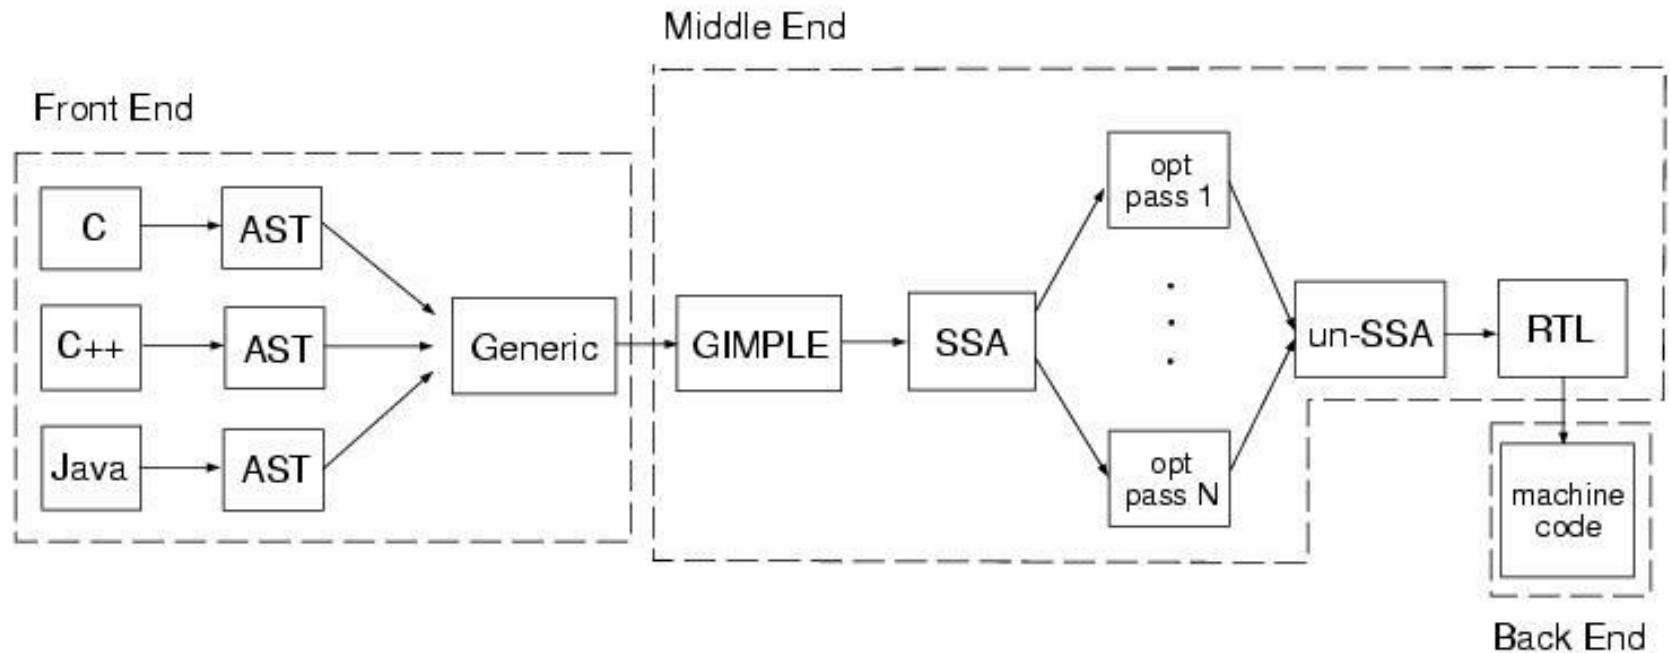 Middle End
Front End
C
AST
C++
AST
Java
AST
Generic
GIMPLE
SSA
opt
pass 1
opt
pass N
un-SSA
RTL
machine
code
Back End